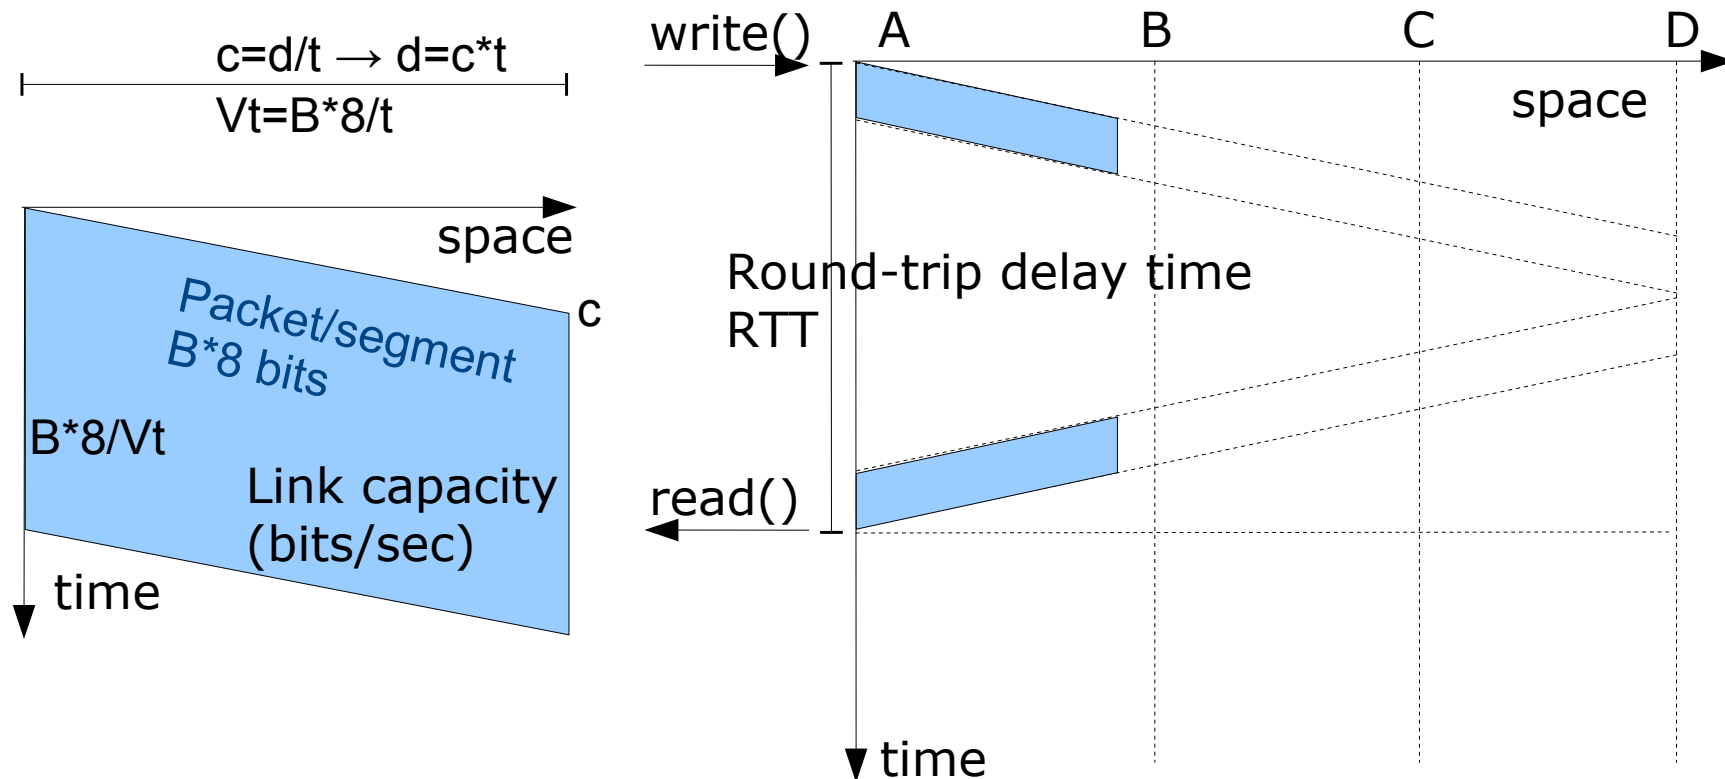 c=d/t → d=c*t
Vt=B*8/t
space
c
Packet/segment
B*8 bits
B*8/Vt
Link capacity
(bits/sec)
time
write()
A
B
C
D
space
Round-trip delay time
RTT
read()
time